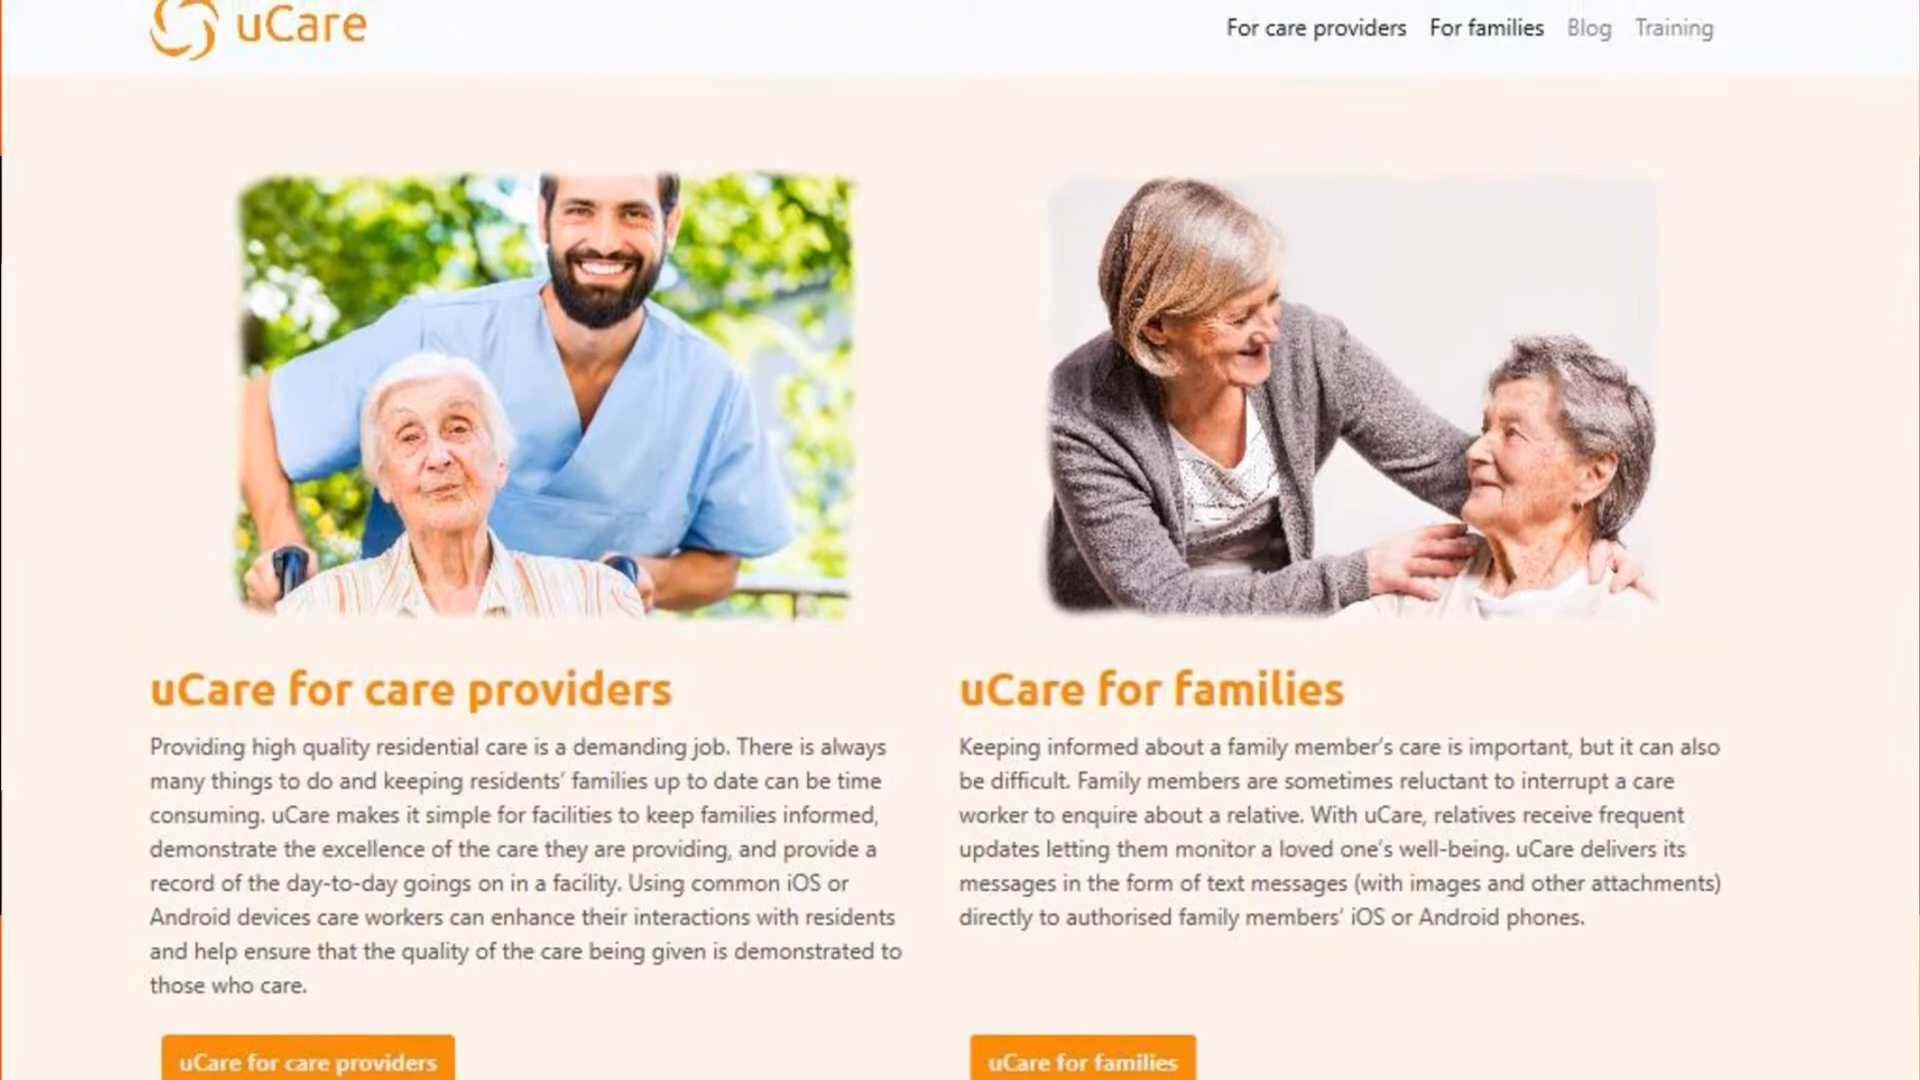 uCare
For care providers For families Blog Training
uCare for care providers
Providing high quality residential care is a demanding job. There is always
many things to do and keeping residents’ families up to date can be time
consuming. uCare makes it simple for facilities to keep families informed,
demonstrate the excellence of the care they are providing, and provide a
record of the day-to-day goings on in a facility. Using common iOS or
Android devices care workers can enhance their interactions with residents
and help ensure that the quality of the care being given is demonstrated to
those who care.
uCare for care providers
uCare for families
Keeping informed about a family member’s care is important, but it can also
be difficult. Family members are sometimes reluctant to interrupt a care
worker to enquire about a relative. With uCare, relatives receive frequent
updates letting them monitor a loved one’s well-being. uCare delivers its
messages in the form of text messages (with images and other attachments)
directly to authorised family members’ iOS or Android phones.
uCare for families